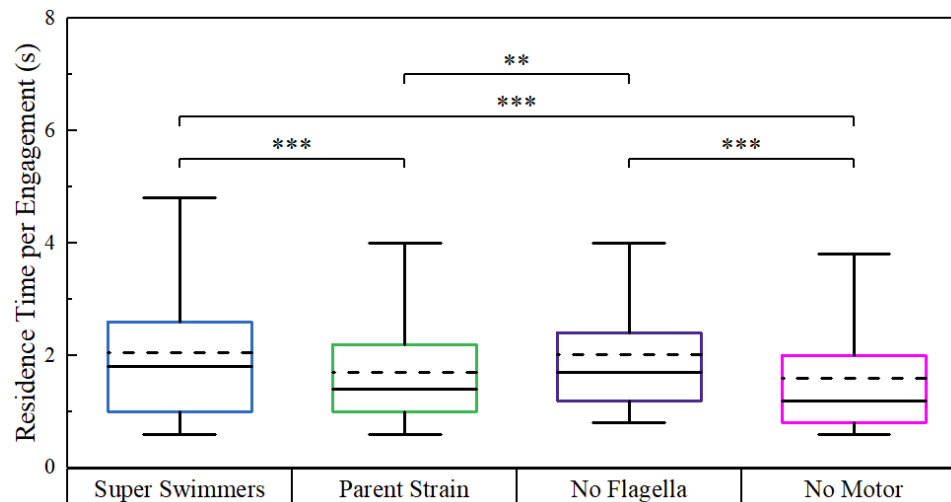 Residence Time per Engagement (s)
8
6
4
2
0
**
***
***
***
Super Swimmers
Parent Strain
No Flagella
No Motor